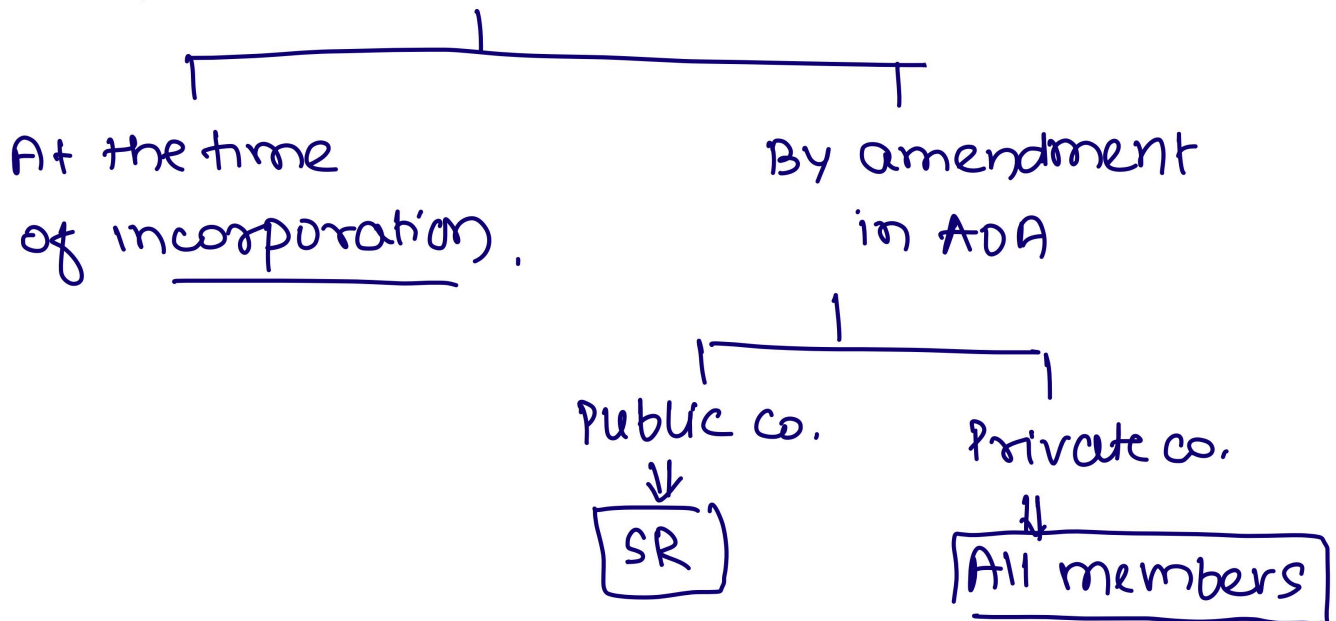 At the time
of incorporation.
By amendment
in AOA
Public co.
SR
Private co.
All members